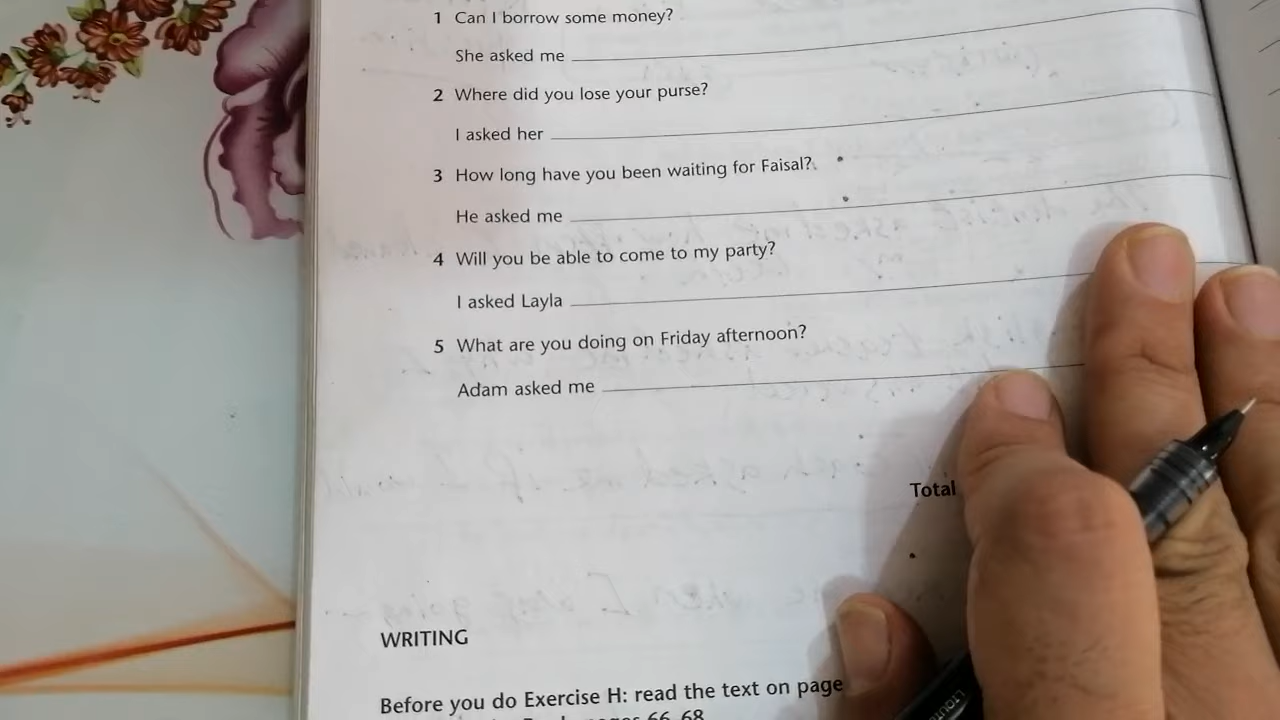 1 Can I borrow some money?
She asked me
2 Where did you lose your purse?
I asked her
3 How long have you been waiting for Faisal?
He asked me
4 Will you be able to come to my party?
I asked Layla
5 What are you doing on Friday afternoon?
Adam asked me
Total
WRITING
Before you do Exercise H: read the text on page
pages 66, 68